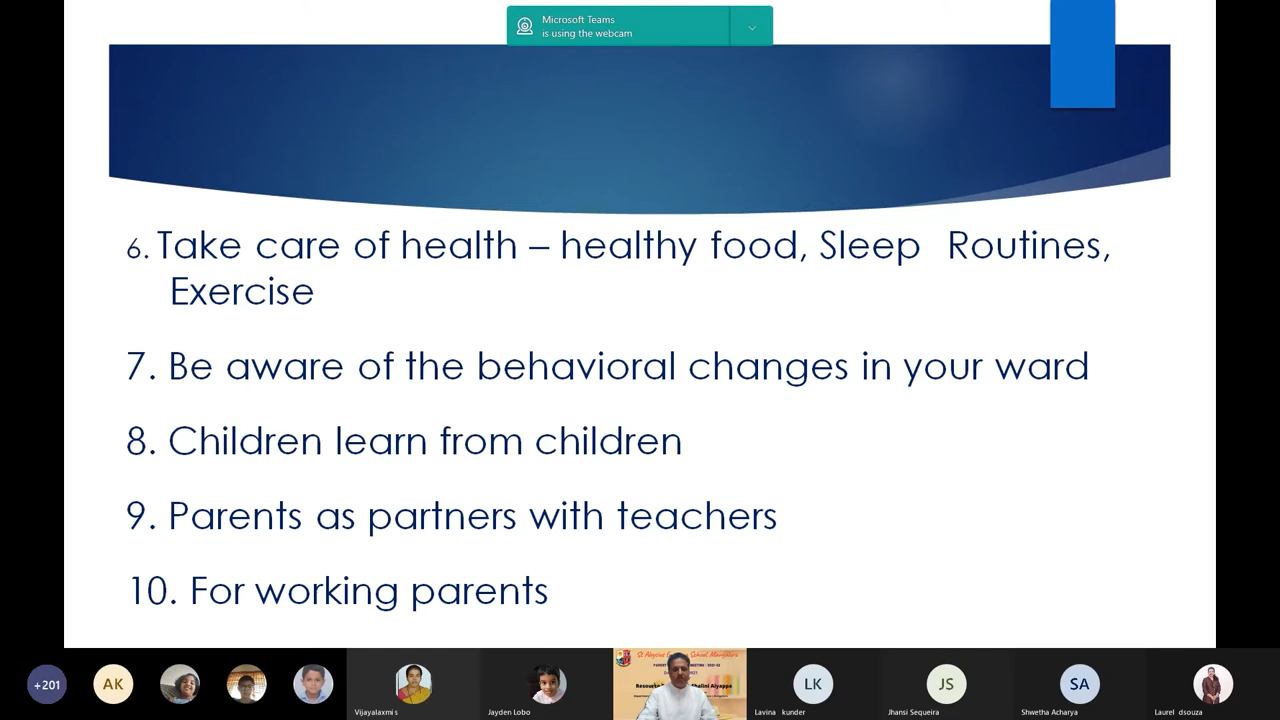 Microsoft Teams
is using the webcam
6. Take care of health – healthy food, Sleep Routines,
Exercise
7. Be aware of the behavioral changes in your ward
8. Children learn from children
9. Parents as partners with teachers
10. For working parents
+201
AK
Vijayalaxmi s
Jayden Lobo
St Aloysius
School
LK
Lavina kunder
JS
Jhansi Sequeira
SA
Shwetha Acharya
Laurel dsouza